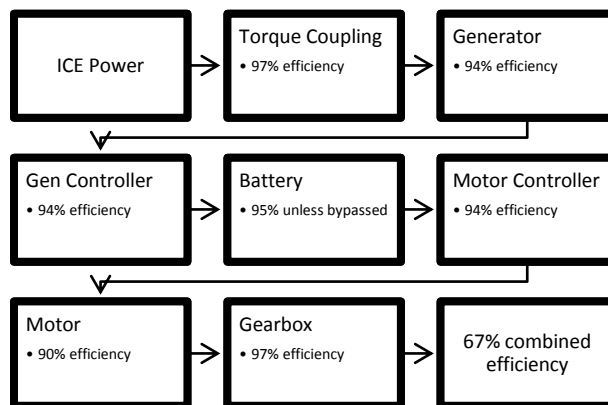 ICE Power
Torque Coupling
• 97% efficiency
Generator
• 94% efficiency
Gen Controller
• 94% efficiency
Battery
• 95% unless bypassed
Motor Controller
• 94% efficiency
Motor
• 90% efficiency
Gearbox
• 97% efficiency
67% combined
efficiency